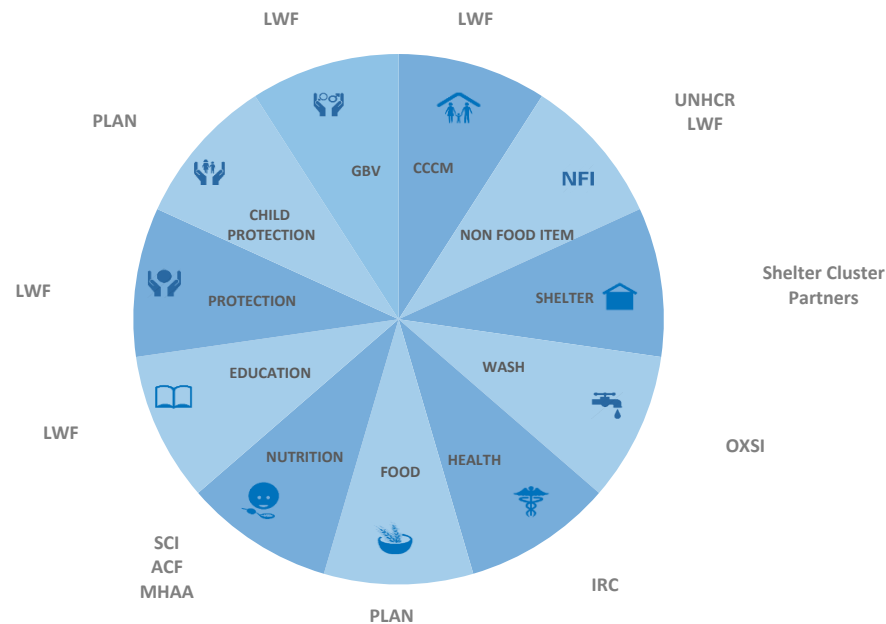 LWF
LWF
UNHCR
LWF
PLAN
NFI
GBV
CCCM
CHILD
PROTECTION
NON FOOD ITEM
Shelter Cluster
Partners
LWF
PROTECTION
SHELTER
EDUCATION
WASH
LWF
OXSI
NUTRITION
FOOD
HEALTH
SCI
ACF
MHAA
IRC
PLAN